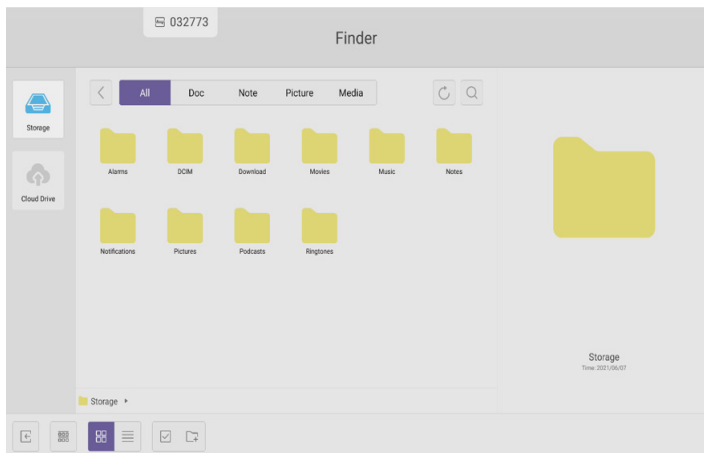 032773
Finder
All Doc Note Picture Media
Storage
Cloud Drive
Alarms DCIM Download Movies Music Notes
Notifications Pictures Podcasts Ringtones
Storage
Time: 2021/06/07
Storage